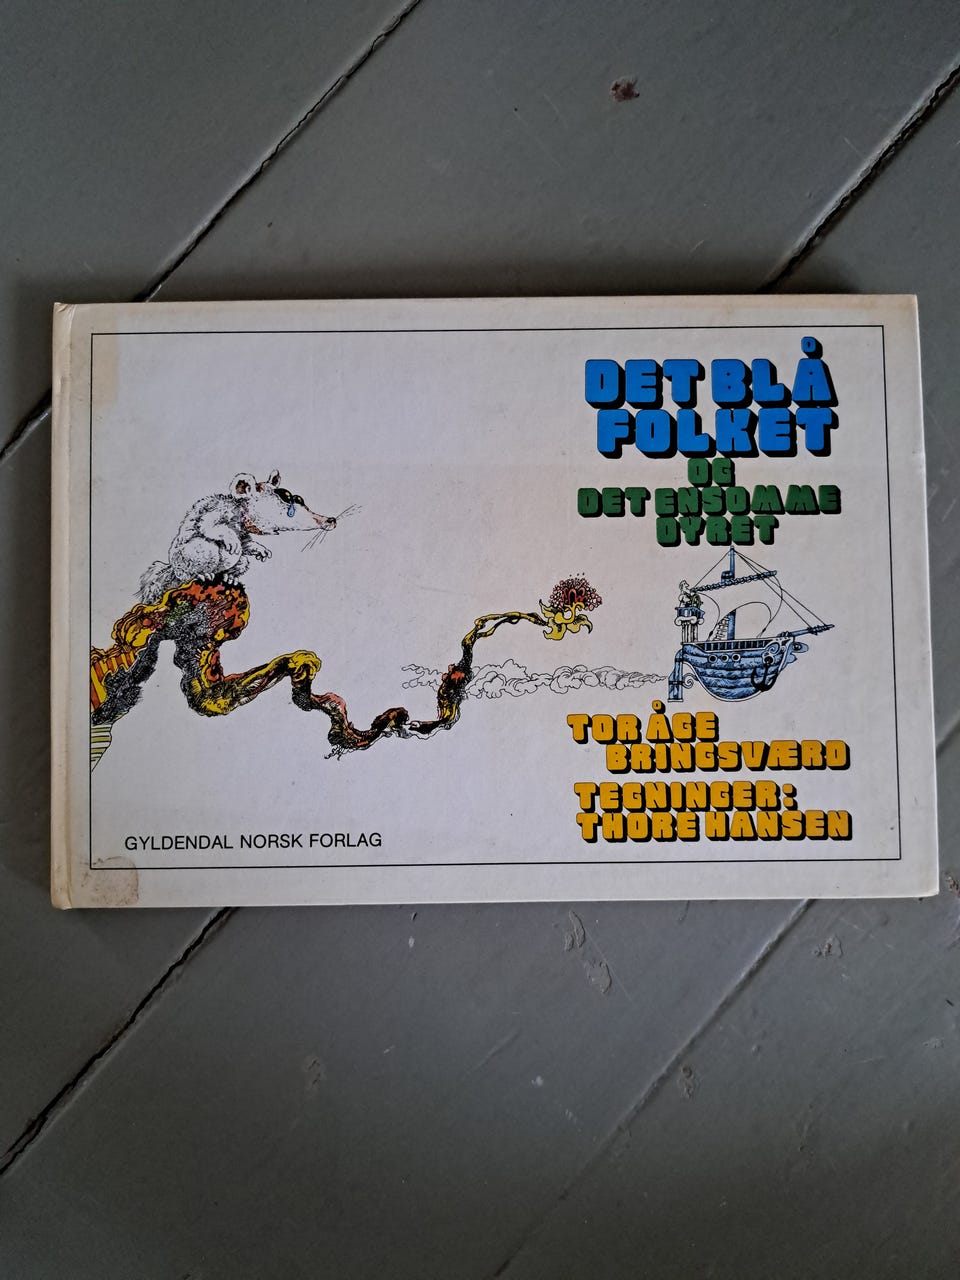 DET BLÅ
FOLKET
OG
DET ENSOMME
DYRET
TOR ÅGE
BRINGSVÆRD
TEGNINGER:
THORE HANSEN
GYLDENDAL NORSK FORLAG